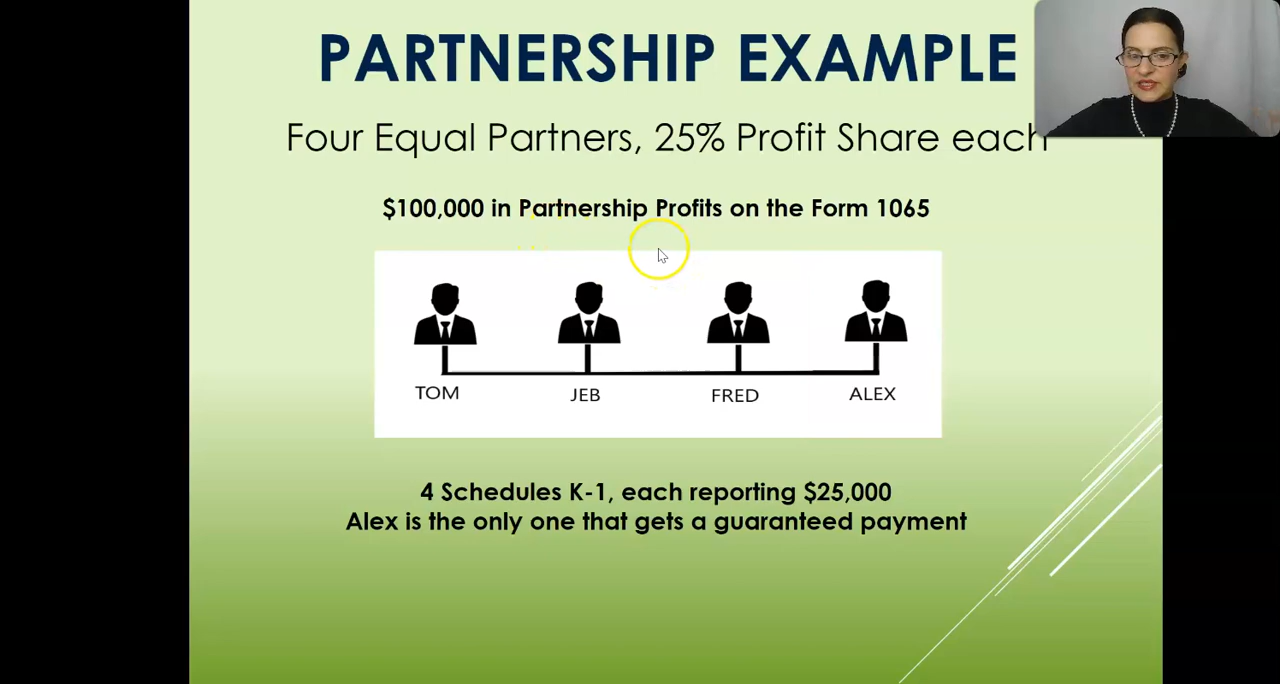 PARTNERSHIP EXAMPLE
Four Equal Partners, 25% Profit Share each
$100,000 in Partnership Profits on the Form 1065
TOM JEB FRED ALEX
4 Schedules K-1, each reporting $25,000
Alex is the only one that gets a guaranteed payment